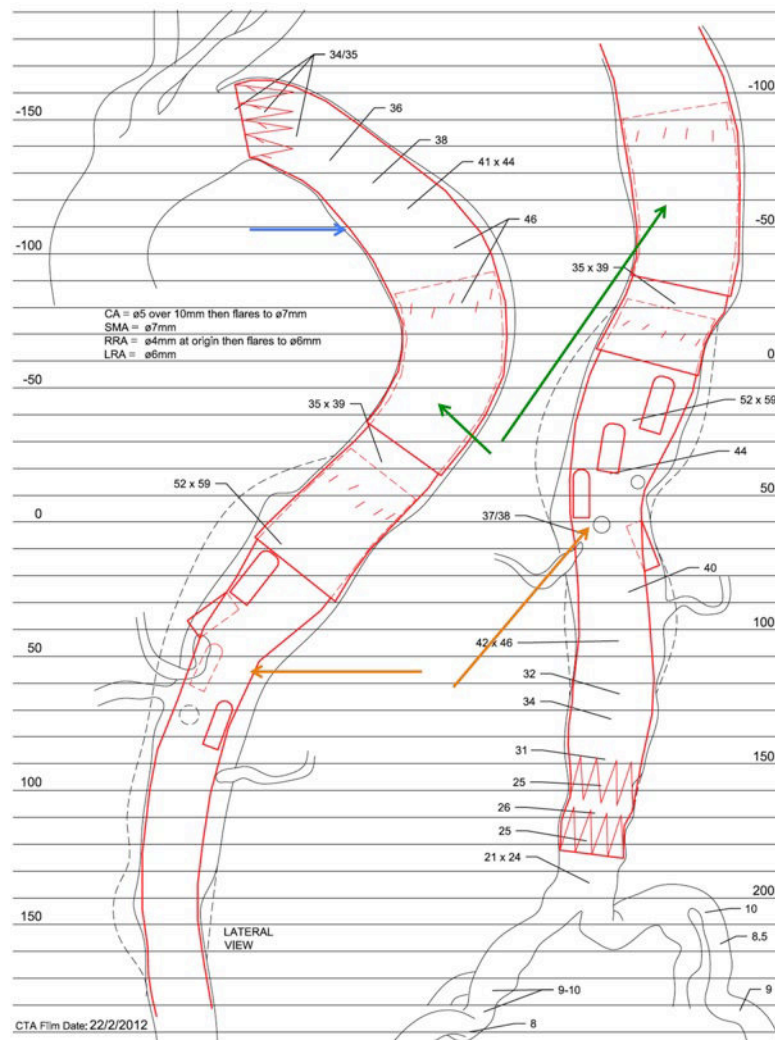 34/35
-150
-100
36
38
41 x 44
46
-100
-50
35 x 39
CA = ø5 over 10mm then flares to ø7mm
SMA = ø7mm
RRA = ø4mm at origin then flares to ø6mm
LRA = ø6mm
-50
0
35 x 39
52 x 59
52 x 59
44
0
50
37/38
40
50
100
42 x 46
32
34
31
100
150
25
26
25
21 x 24
150
200
LATERAL
VIEW
10
8,5
9-10
9
8
CTA Film Date: 22/2/2012